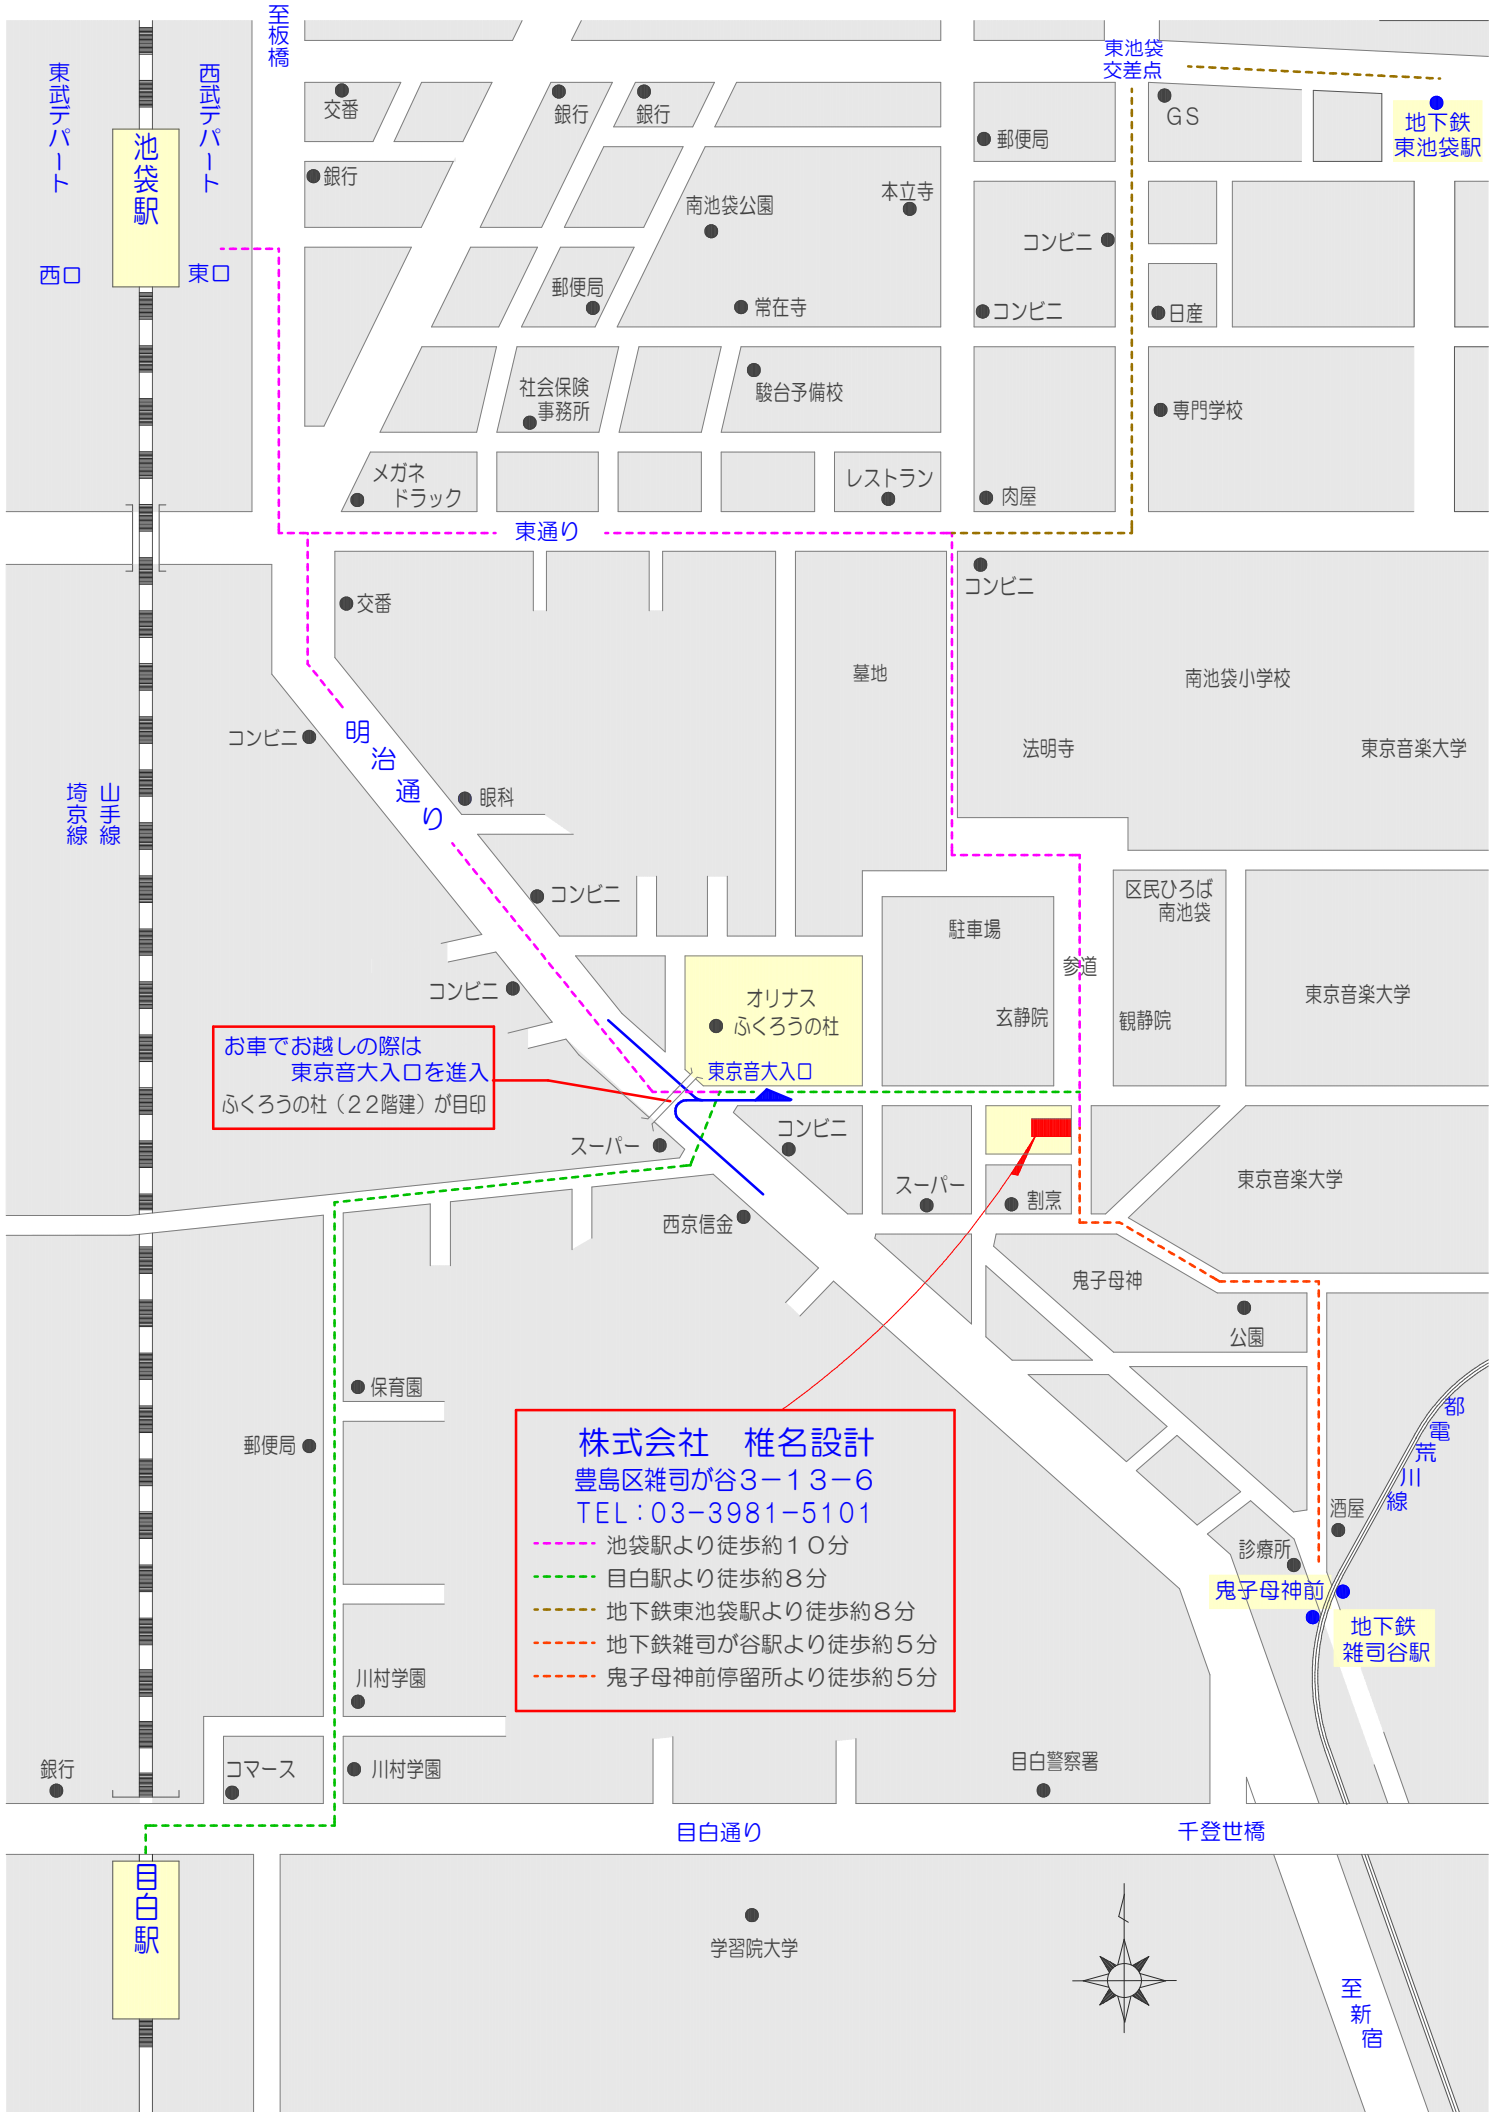 至板橋
東武デパート
西武デパート
池袋駅
西口
東口
交番
銀行
銀行
銀行
東池袋
交差点
GS
地下鉄
東池袋駅
郵便局
南池袋公園
本立寺
コンビニ
郵便局
常在寺
コンビニ
日産
社会保険
事務所
駿台予備校
専門学校
メガネ
ドラック
レストラン
肉屋
東通り
交番
コンビニ
墓地
南池袋小学校
法明寺
東京音楽大学
コンビニ
明治通り
埼京線
山手線
眼科
コンビニ
区民ひろば
南池袋
駐車場
参道
コンビニ
オリナス
ふくろうの杜
玄静院
観静院
東京音楽大学
お車でお越しの際は
東京音大入口を進入
ふくろうの杜（22階建）が目印
東京音大入口
スーパー
コンビニ
スーパー
割烹
東京音楽大学
西京信金
鬼子母神
公園
保育園
郵便局
株式会社　椎名設計
豊島区雑司が谷3－13－6
TEL：03-3981-5101
池袋駅より徒歩約10分
目白駅より徒歩約8分
地下鉄東池袋駅より徒歩約8分
地下鉄雑司が谷駅より徒歩約5分
鬼子母神前停留所より徒歩約5分
都電荒川線
酒屋
診療所
鬼子母神前
地下鉄
雑司谷駅
川村学園
川村学園
銀行
コマース
目白警察署
目白通り
千登世橋
目白駅
学習院大学
至新宿